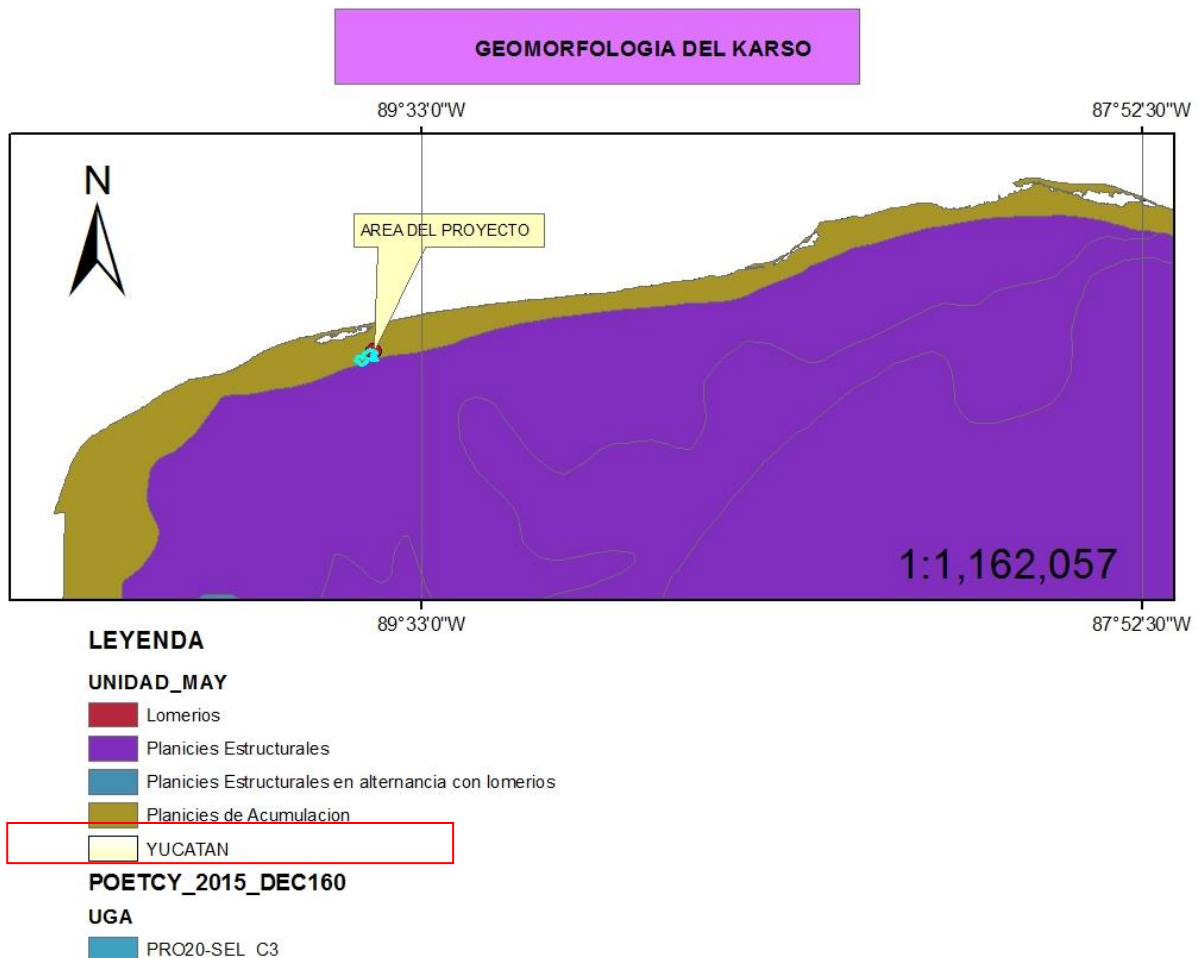 GEOMORFOLOGIA DEL KARSO
89°33'0"W 87°52'30"W
N
AREA DEL PROYECTO
1:1,162,057
89°33'0"W 87°52'30"W
LEYENDA
UNIDAD_MAY
Lomerios
Planicies Estructurales
Planicies Estructurales en alternancia con lomerios
Planicies de Acumulacion
YUCATAN
POETCY_2015_DEC160
UGA
PRO20-SEL_C3